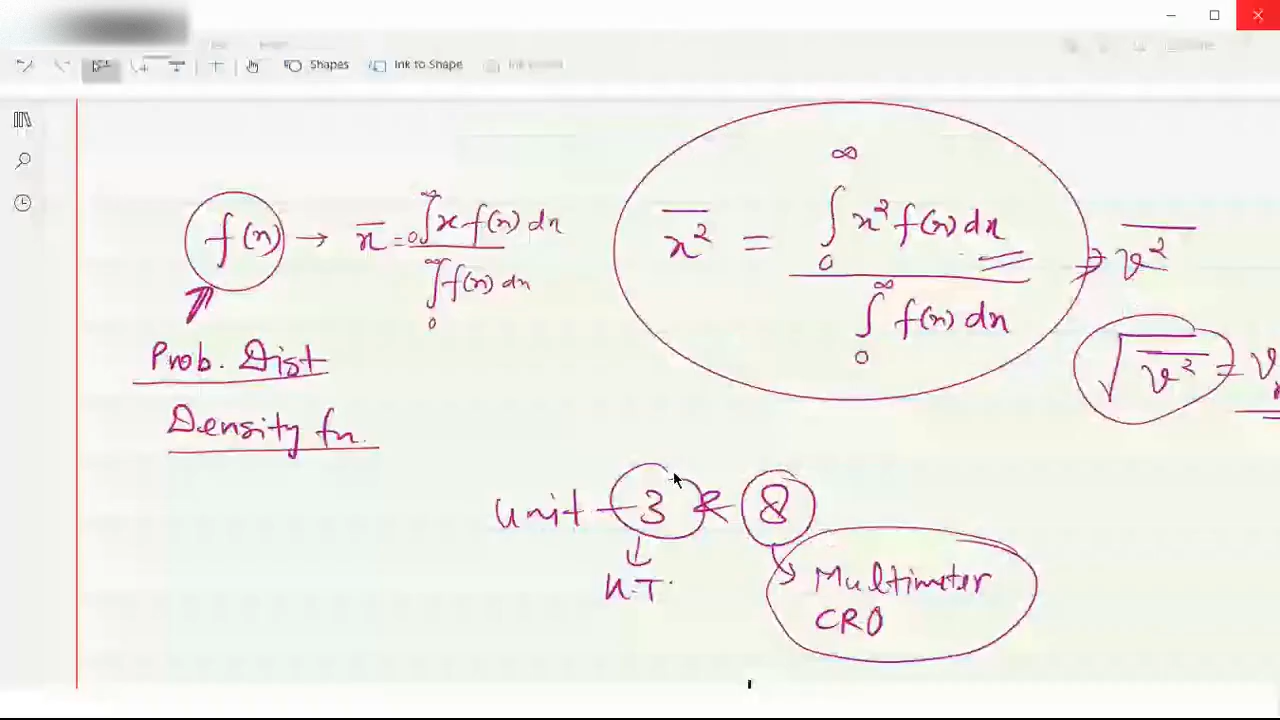 Shapes Ink to Shape
f(x) → x̄ = ∫₀^∞ x f(x) dx / ∫₀^∞ f(x) dx
x̄² = ∫₀^∞ x² f(x) dx / ∫₀^∞ f(x) dx ⇒ v̄²
√v̄² = v
Prob. Dist
Density fn.
Unit - 3 & 8
K.T.
Multimeter
CRO